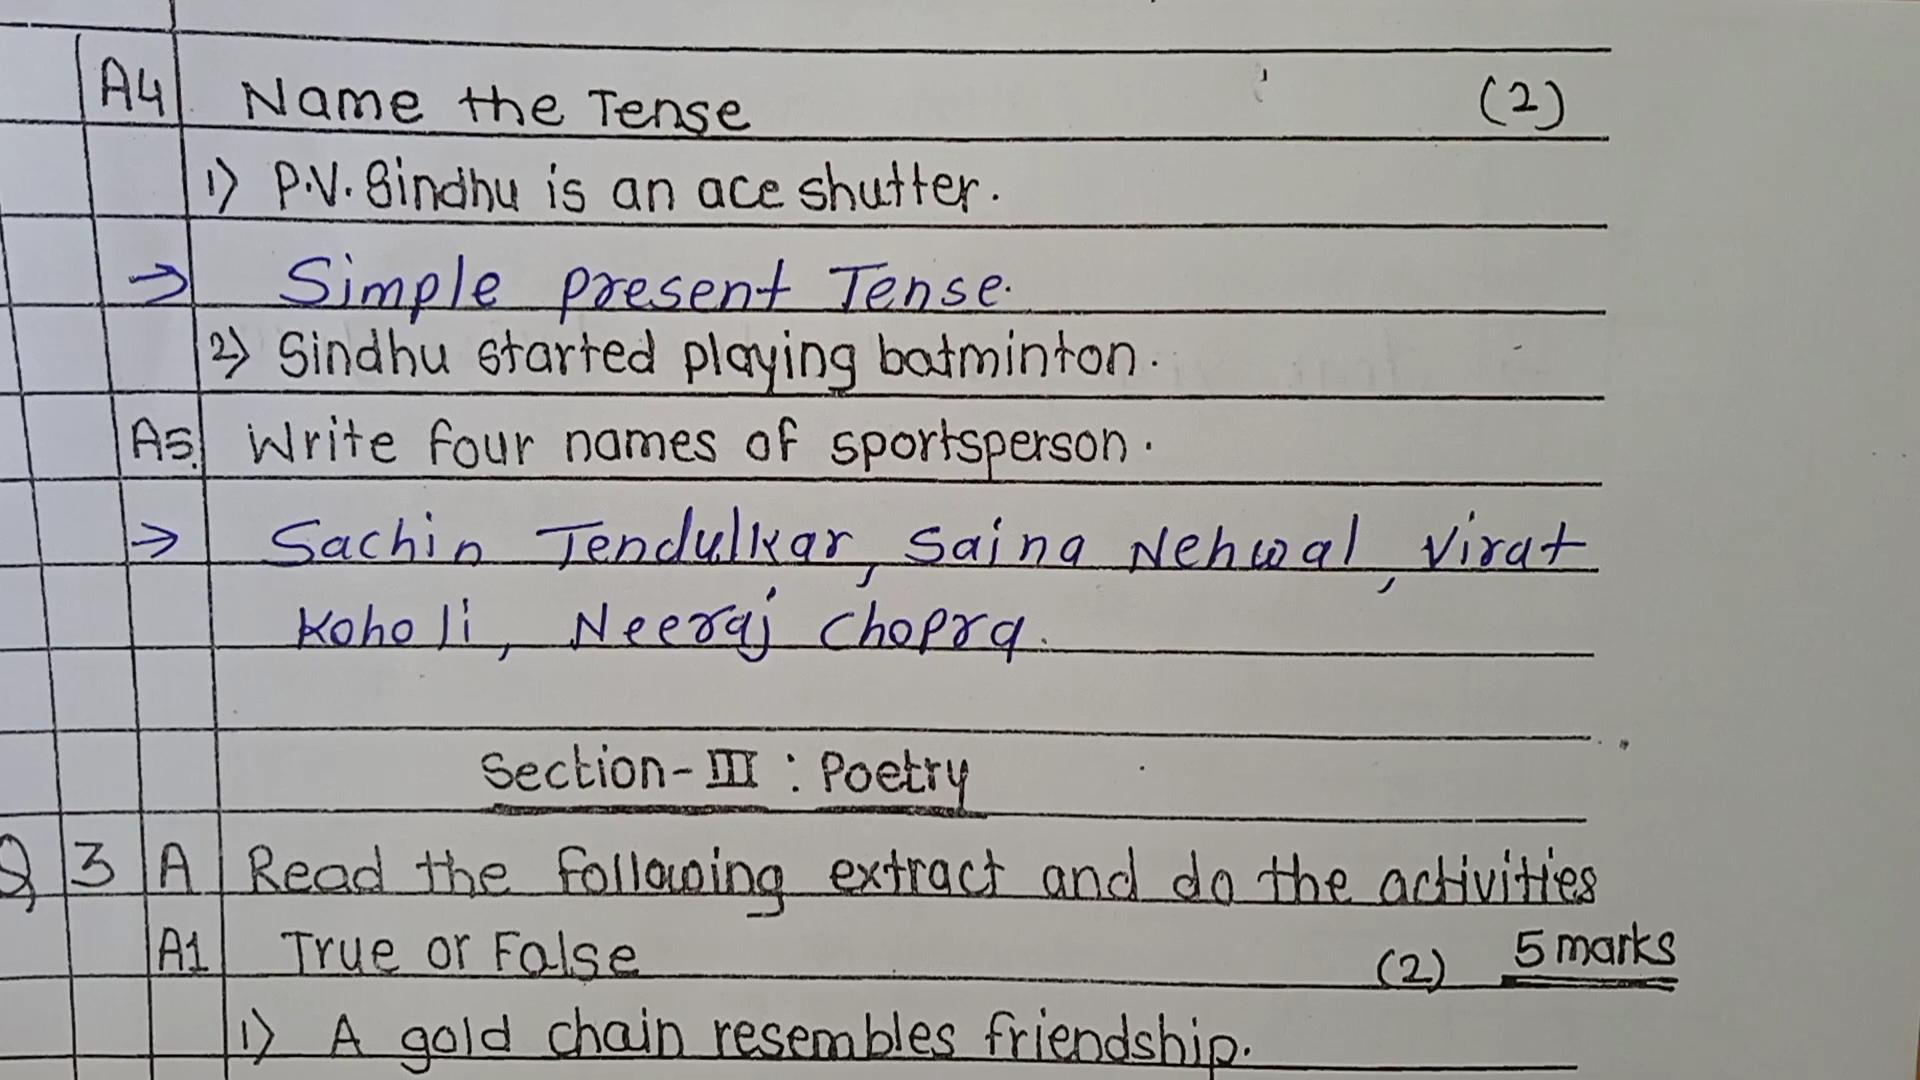 A4 Name the Tense (2)
1) P.V. Sindhu is an ace shutter.
→ Simple present Tense.
2) Sindhu started playing batminton.
A5. Write four names of sportsperson.
→ Sachin Tendulkar, Saina Nehwal, Virat
Koholi, Neeraj Chopra.
Section-III : Poetry
Q 3 A Read the following extract and do the activities
A1 True or False (2) 5 marks
1) A gold chain resembles friendship.